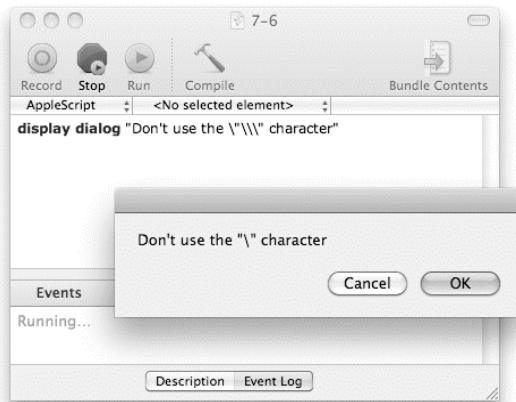 7-6
Record Stop Run Compile Bundle Contents
AppleScript <No selected element>
display dialog "Don't use the \"\\\" character"
Don't use the "\" character
Cancel OK
Events
Running...
Description Event Log